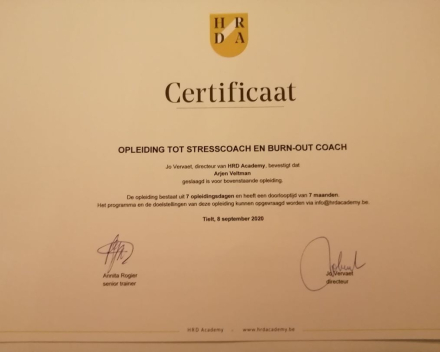 H R
D A
Certificaat
OPLEIDING TOT STRESSCOACH EN BURN-OUT COACH
Jo Vervaet, directeur van HRD Academy, bevestigt dat
Arjen Veltman
geslaagd is voor bovenstaande opleiding.
De opleiding bestaat uit 7 opleidingsdagen en heeft een doorlooptijd van 7 maanden.
Het programma en de doelstellingen van deze opleiding kunnen opgevraagd worden via info@hrdacademy.be.
Tielt, 8 september 2020
Annita Rogier
senior trainer
Jo Vervaet
directeur
HRD Academy - www.hrdacademy.be